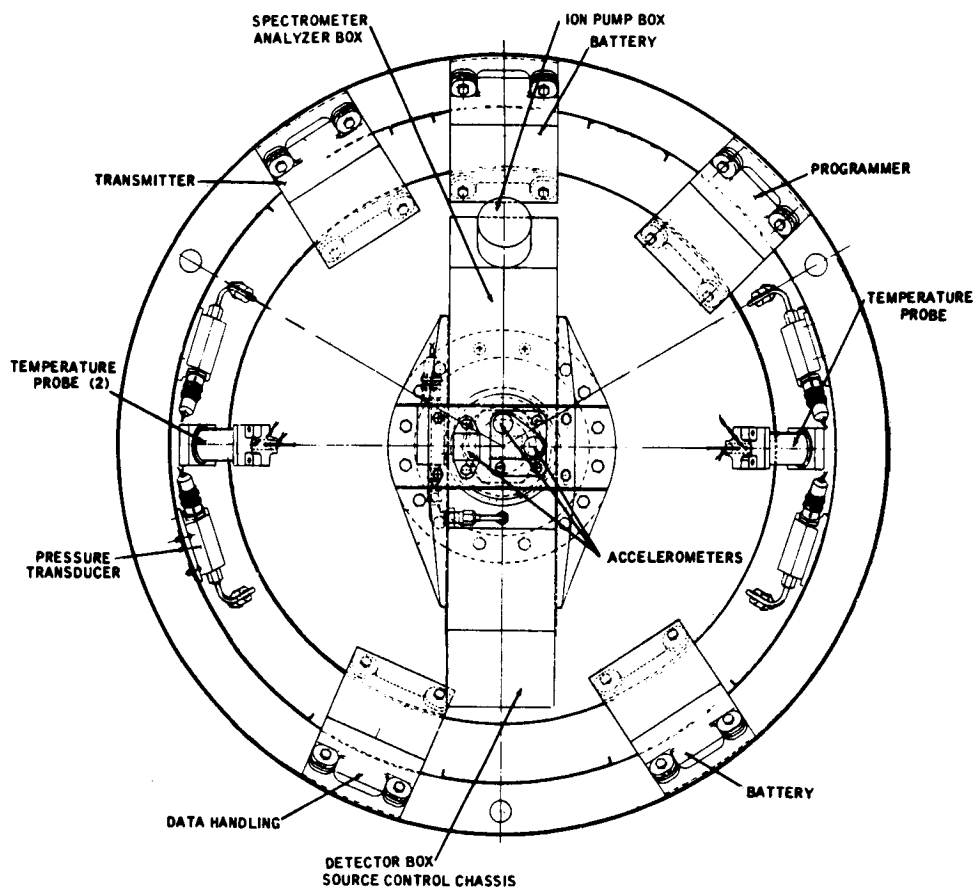 SPECTROMETER
ANALYZER BOX
ION PUMP BOX
BATTERY
TRANSMITTER
PROGRAMMER
TEMPERATURE
PROBE
TEMPERATURE
PROBE (2)
PRESSURE
TRANSDUCER
ACCELEROMETERS
DATA HANDLING
BATTERY
DETECTOR BOX
SOURCE CONTROL CHASSIS